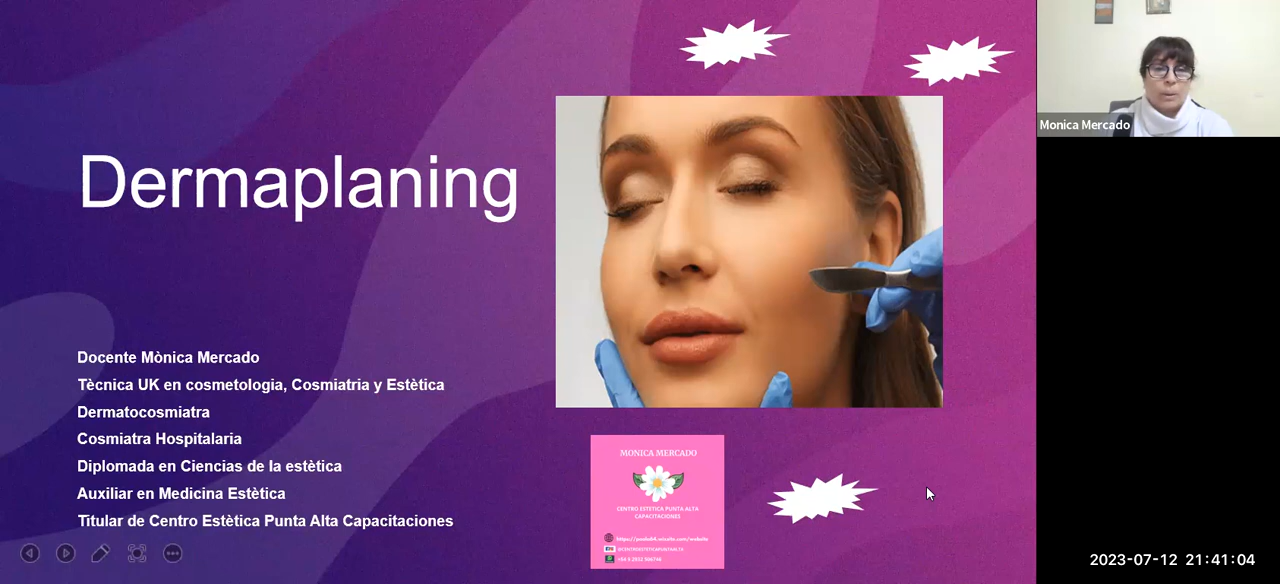 Dermaplaning
Docente Mònica Mercado
Tècnica UK en cosmetologia, Cosmiatria y Estètica
Dermatocosmiatra
Cosmiatra Hospitalaria
Diplomada en Ciencias de la estètica
Auxiliar en Medicina Estètica
Titular de Centro Estètica Punta Alta Capacitaciones
MONICA MERCADO
CENTRO ESTETICA PUNTA ALTA
CAPACITACIONES
Monica Mercado
2023-07-12 21:41:04